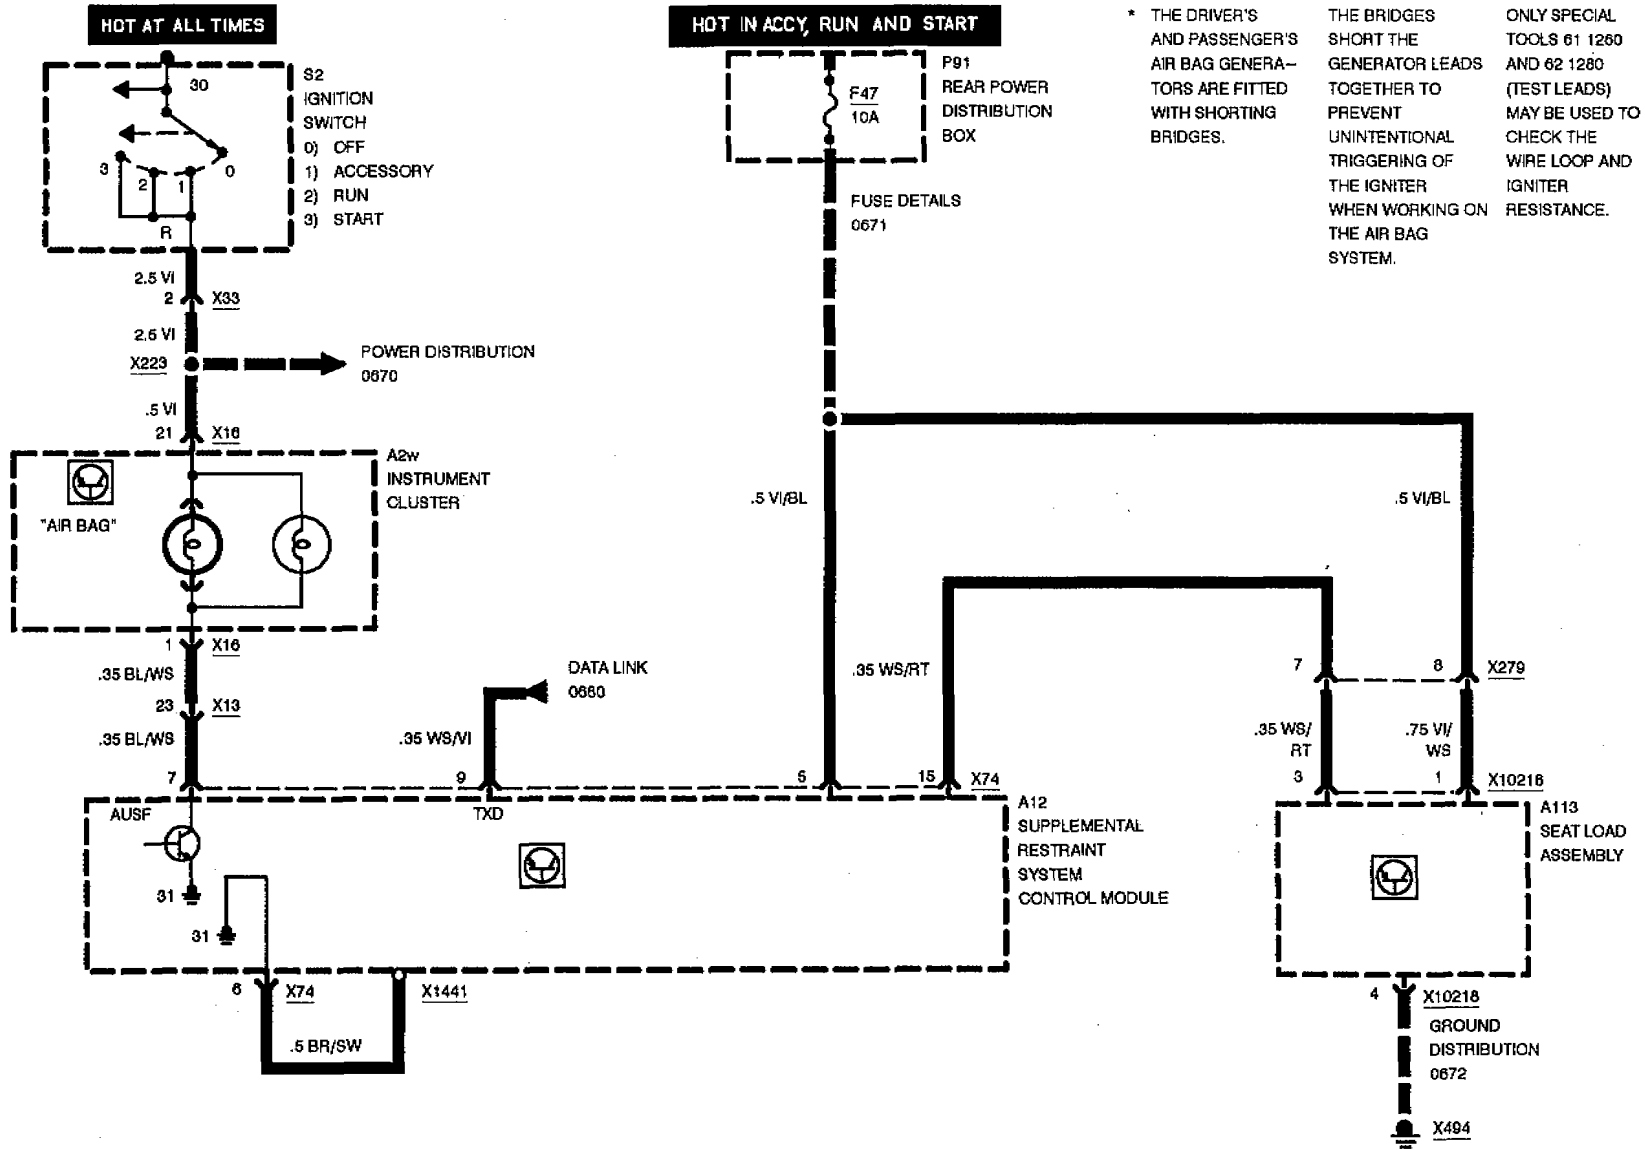 HOT AT ALL TIMES
HOT IN ACCY, RUN AND START
* THE DRIVER'S
AND PASSENGER'S
AIR BAG GENERA–
TORS ARE FITTED
WITH SHORTING
BRIDGES.
THE BRIDGES
SHORT THE
GENERATOR LEADS
TOGETHER TO
PREVENT
UNINTENTIONAL
TRIGGERING OF
THE IGNITER
WHEN WORKING ON
THE AIR BAG
SYSTEM.
ONLY SPECIAL
TOOLS 61 1260
AND 62 1280
(TEST LEADS)
MAY BE USED TO
CHECK THE
WIRE LOOP AND
IGNITER
RESISTANCE.
30
3
2
1
0
R
S2
IGNITION
SWITCH
0) OFF
1) ACCESSORY
2) RUN
3) START
F47
10A
P91
REAR POWER
DISTRIBUTION
BOX
FUSE DETAILS
0671
2.5 VI
2
X33
2.5 VI
X223
POWER DISTRIBUTION
0670
.5 VI
21
X16
A2w
INSTRUMENT
CLUSTER
"AIR BAG"
.5 VI/BL
.5 VI/BL
1
X16
.35 BL/WS
23
X13
.35 BL/WS
DATA LINK
0660
.35 WS/VI
.35 WS/RT
7
8
X279
.35 WS/
RT
.75 VI/
WS
7
9
5
15
X74
3
1
X10218
AUSF
TXD
31
31
A12
SUPPLEMENTAL
RESTRAINT
SYSTEM
CONTROL MODULE
A113
SEAT LOAD
ASSEMBLY
6
X74
X1441
.5 BR/SW
4
X10218
GROUND
DISTRIBUTION
0672
X494